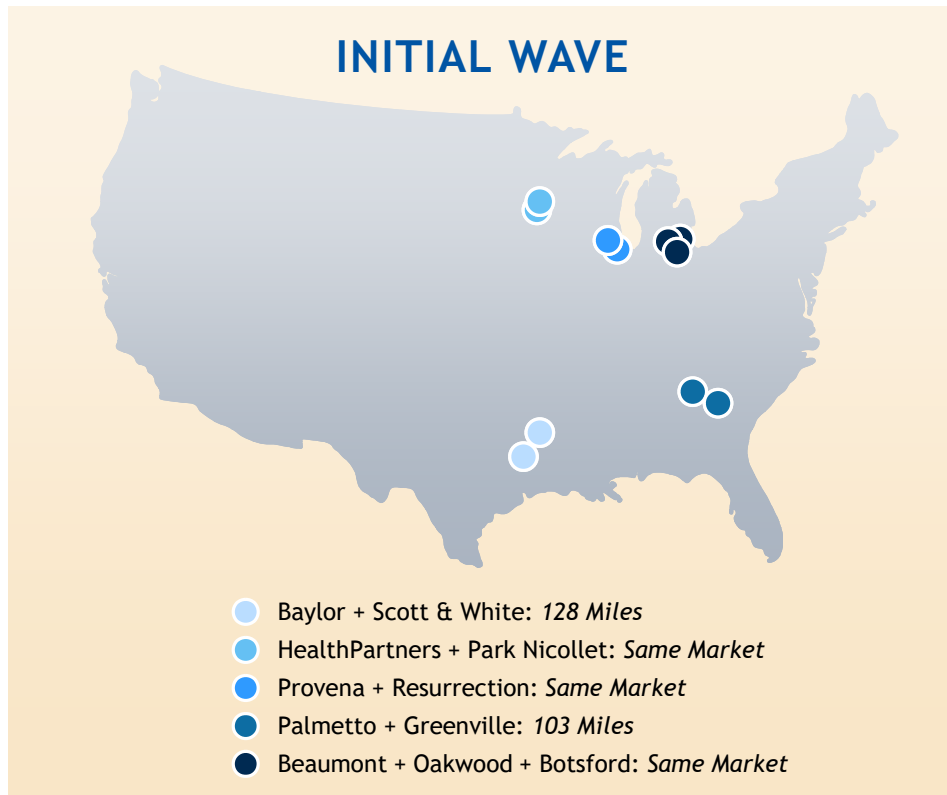 INITIAL WAVE
Baylor + Scott & White: 128 Miles
HealthPartners + Park Nicollet: Same Market
Provena + Resurrection: Same Market
Palmetto + Greenville: 103 Miles
Beaumont + Oakwood + Botsford: Same Market